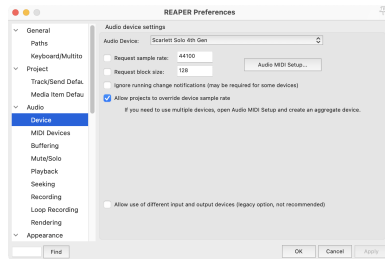 REAPER Preferences
General
Paths
Keyboard/Multito
Project
Track/Send Defau
Media Item Defau
Audio
Device
MIDI Devices
Buffering
Mute/Solo
Playback
Seeking
Recording
Loop Recording
Rendering
Appearance
Find
Audio device settings
Audio Device: Scarlett Solo 4th Gen
Request sample rate: 44100
Request block size: 128
Audio MIDI Setup...
Ignore running change notifications (may be required for some devices)
Allow projects to override device sample rate
If you need to use multiple devices, open Audio MIDI Setup and create an aggregate device.
Allow use of different input and output devices (legacy option, not recommended)
OK Cancel Apply